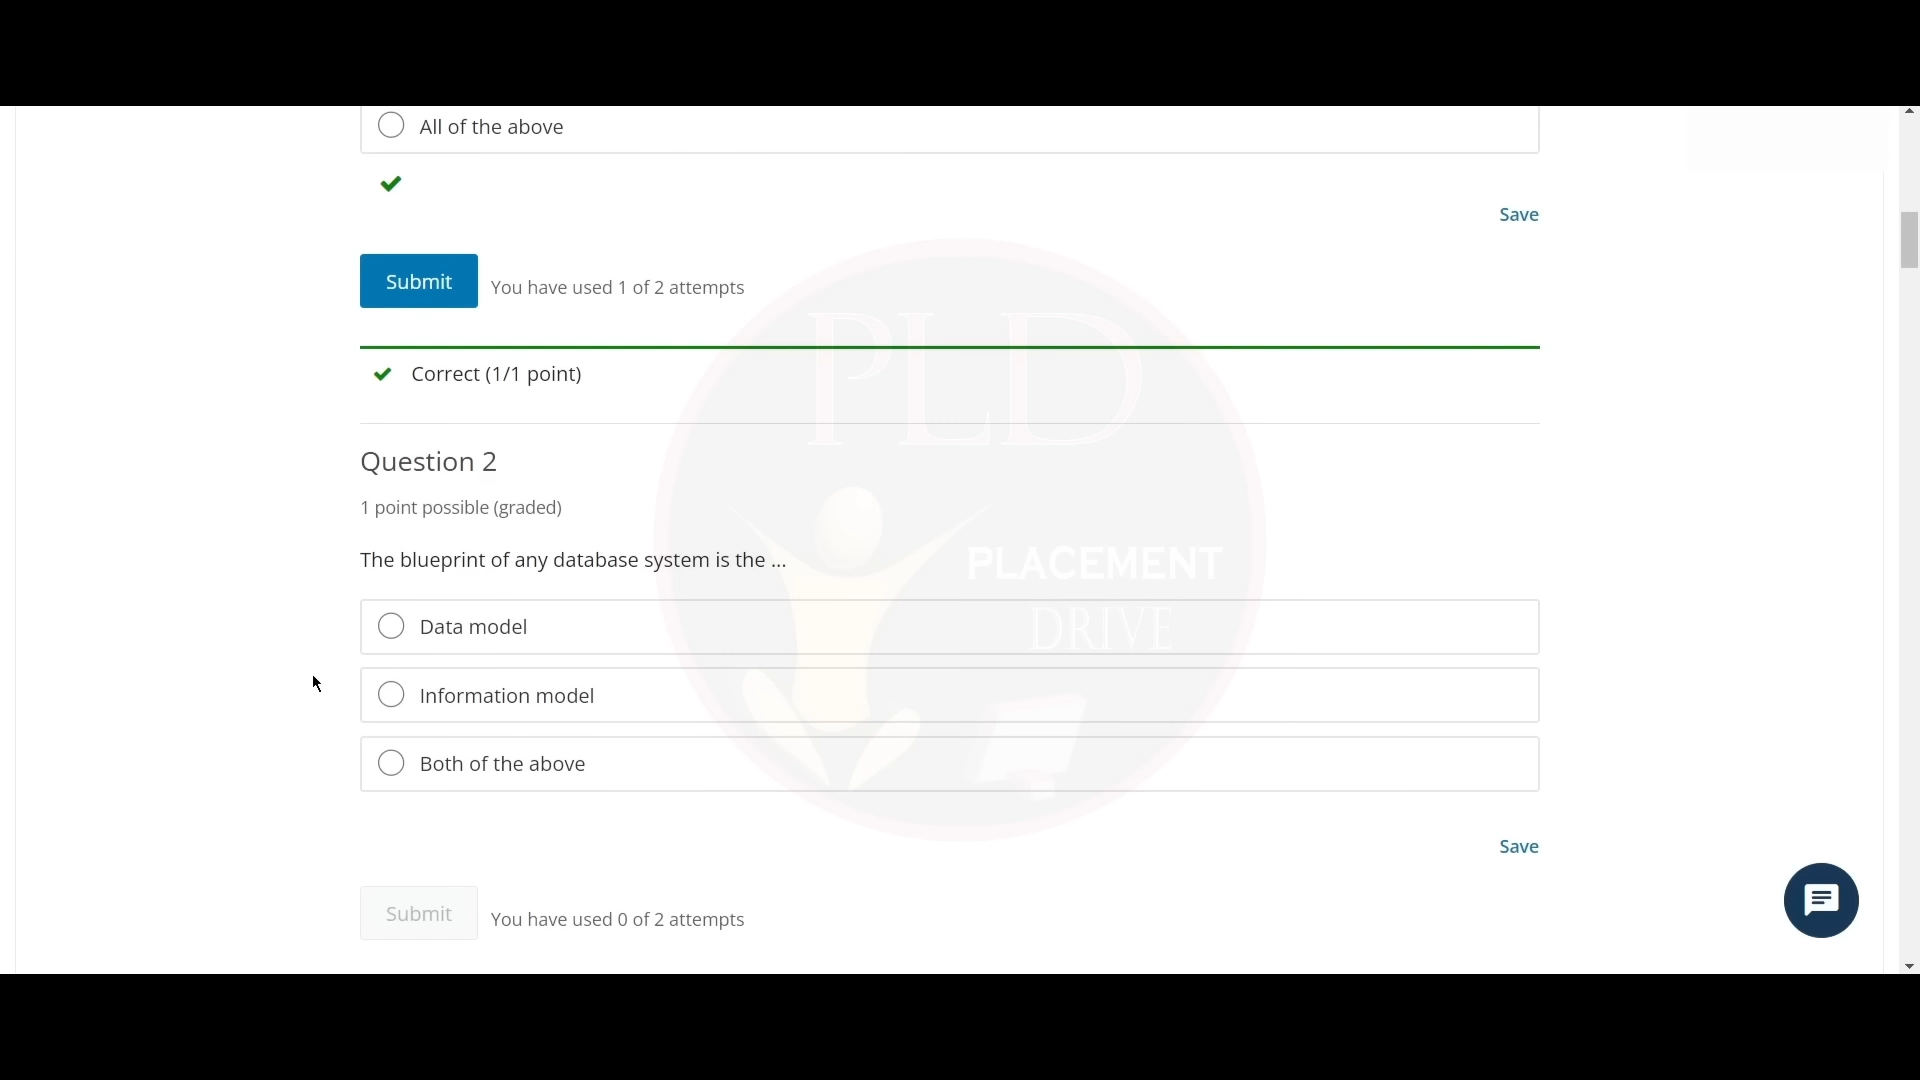 All of the above
Save
Submit
You have used 1 of 2 attempts
PLD
Correct (1/1 point)
Question 2
1 point possible (graded)
The blueprint of any database system is the ...
PLACEMENT
DRIVE
Data model
Information model
Both of the above
Save
Submit
You have used 0 of 2 attempts